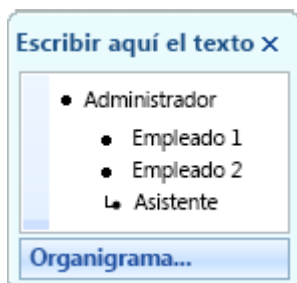 Escribir aquí el texto ×
• Administrador
• Empleado 1
• Empleado 2
Asistente
Organigrama...